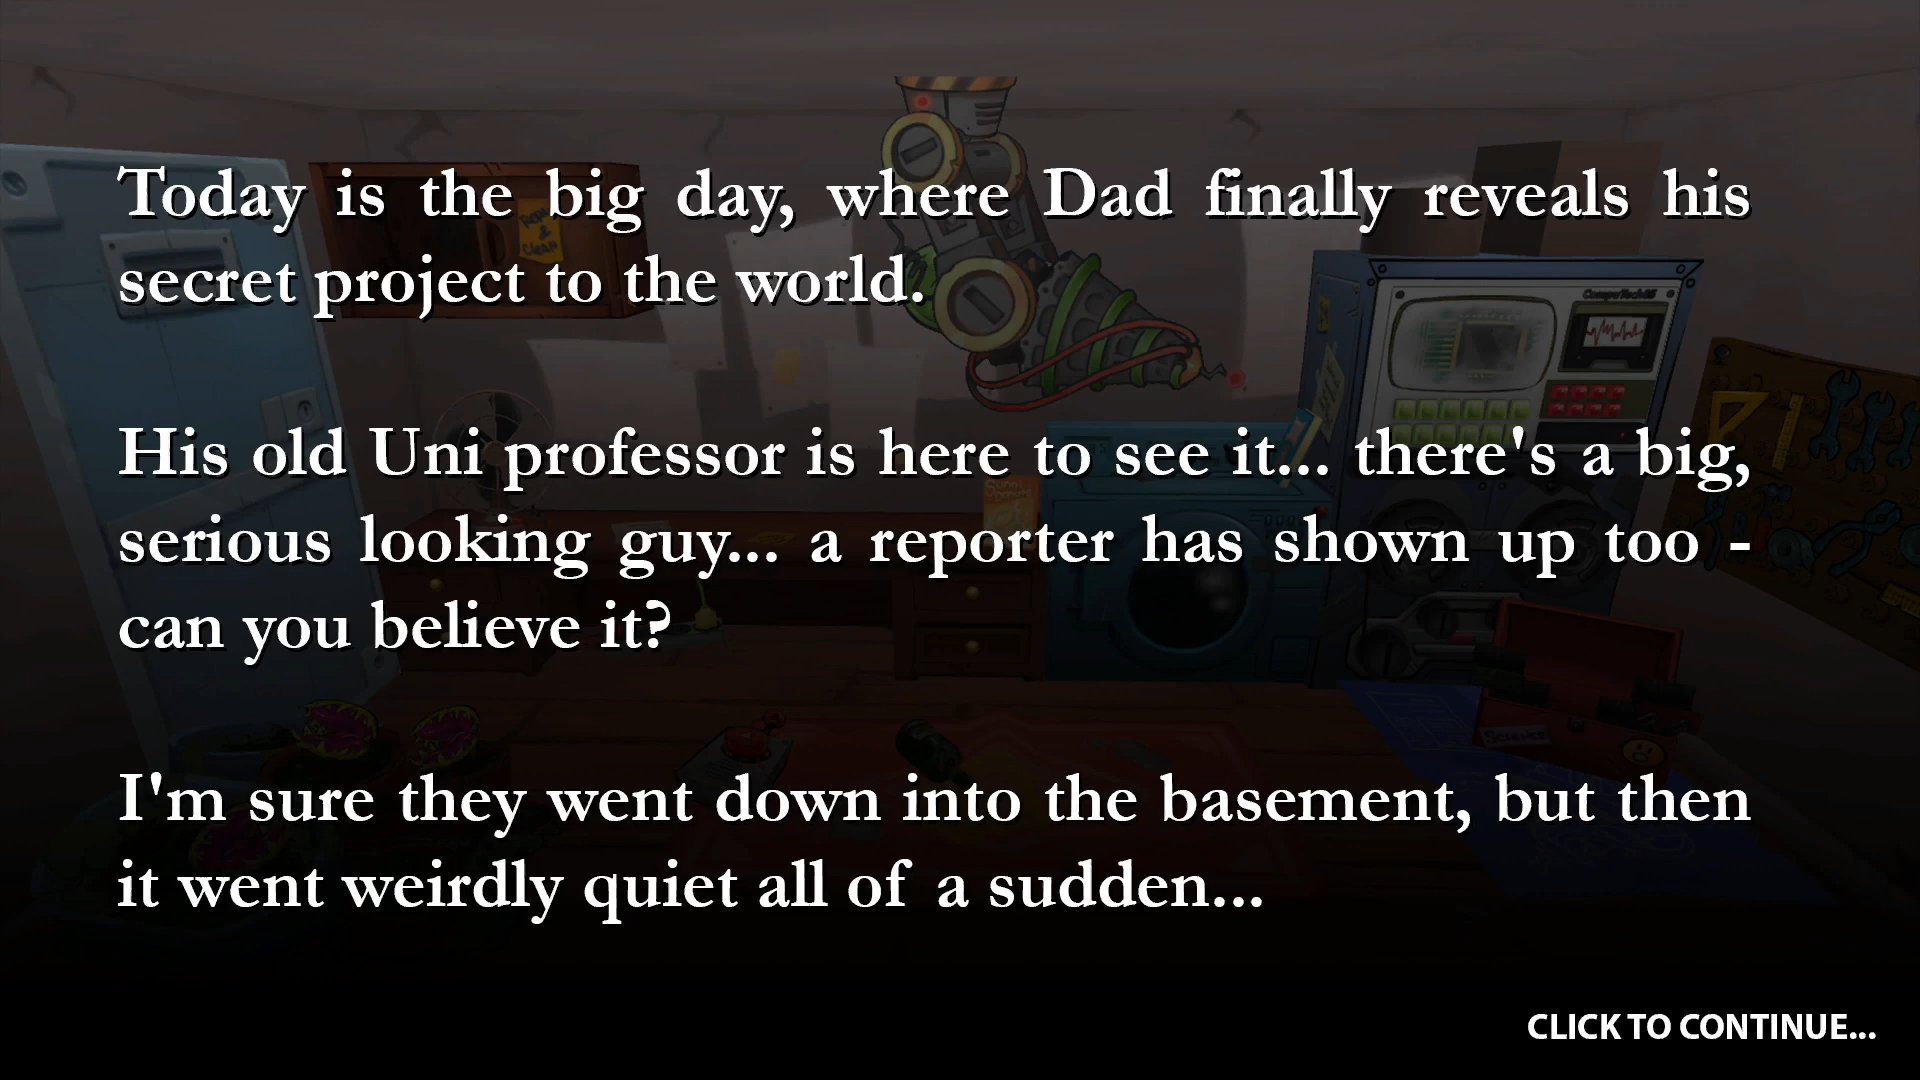 Today is the big day, where Dad finally reveals his
secret project to the world.
His old Uni professor is here to see it... there's a big,
serious looking guy... a reporter has shown up too -
can you believe it?
I'm sure they went down into the basement, but then
it went weirdly quiet all of a sudden...
CLICK TO CONTINUE...
SCIENCE